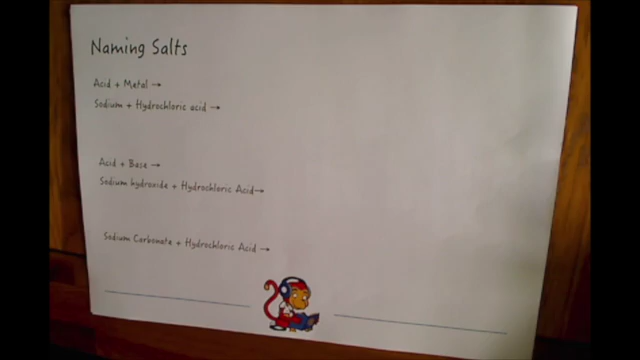 Naming Salts
Acid + Metal →
Sodium + Hydrochloric acid →
Acid + Base →
Sodium hydroxide + Hydrochloric Acid→
Sodium Carbonate + Hydrochloric Acid →